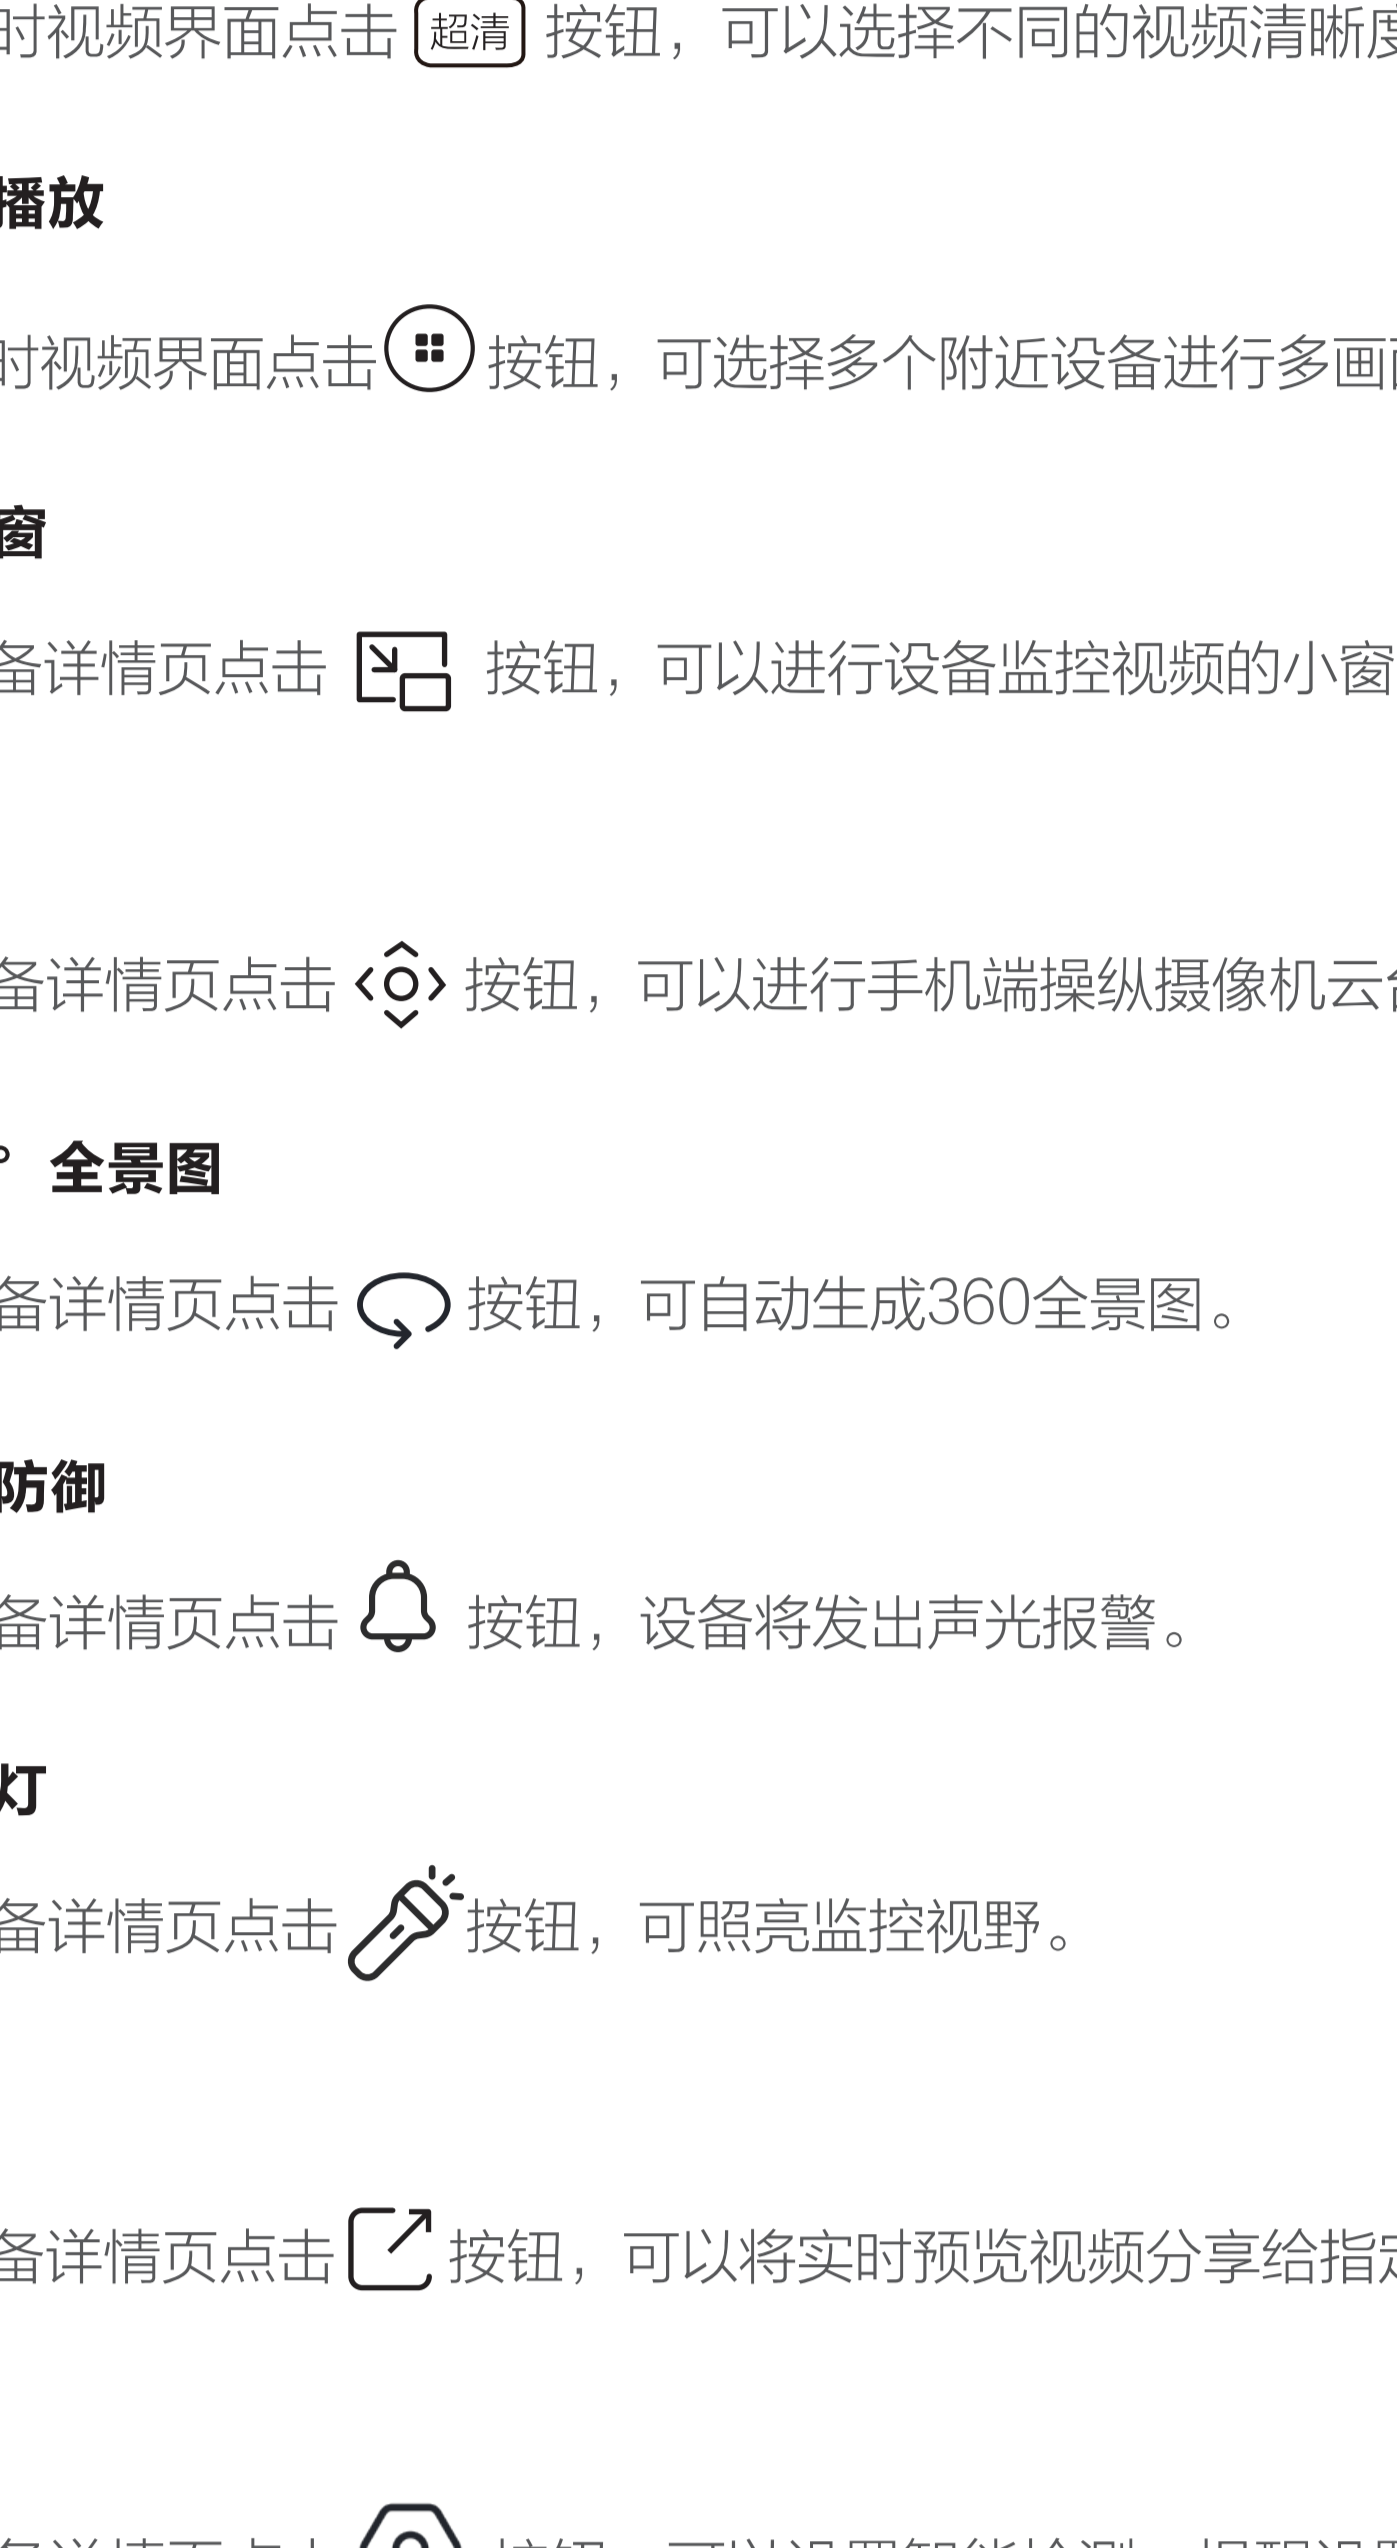 时视频界面点击 超清 按钮，可以选择不同的视频清晰度
播放
时视频界面点击 按钮，可选择多个附近设备进行多画
窗
备详情页点击 按钮，可以进行设备监控视频的小窗
备详情页点击 按钮，可以进行手机端操纵摄像机云台
° 全景图
备详情页点击 按钮，可自动生成360全景图。
防御
备详情页点击 按钮，设备将发出声光报警。
灯
备详情页点击 按钮，可照亮监控视野。
备详情页点击 按钮，可以将实时预览视频分享给指定